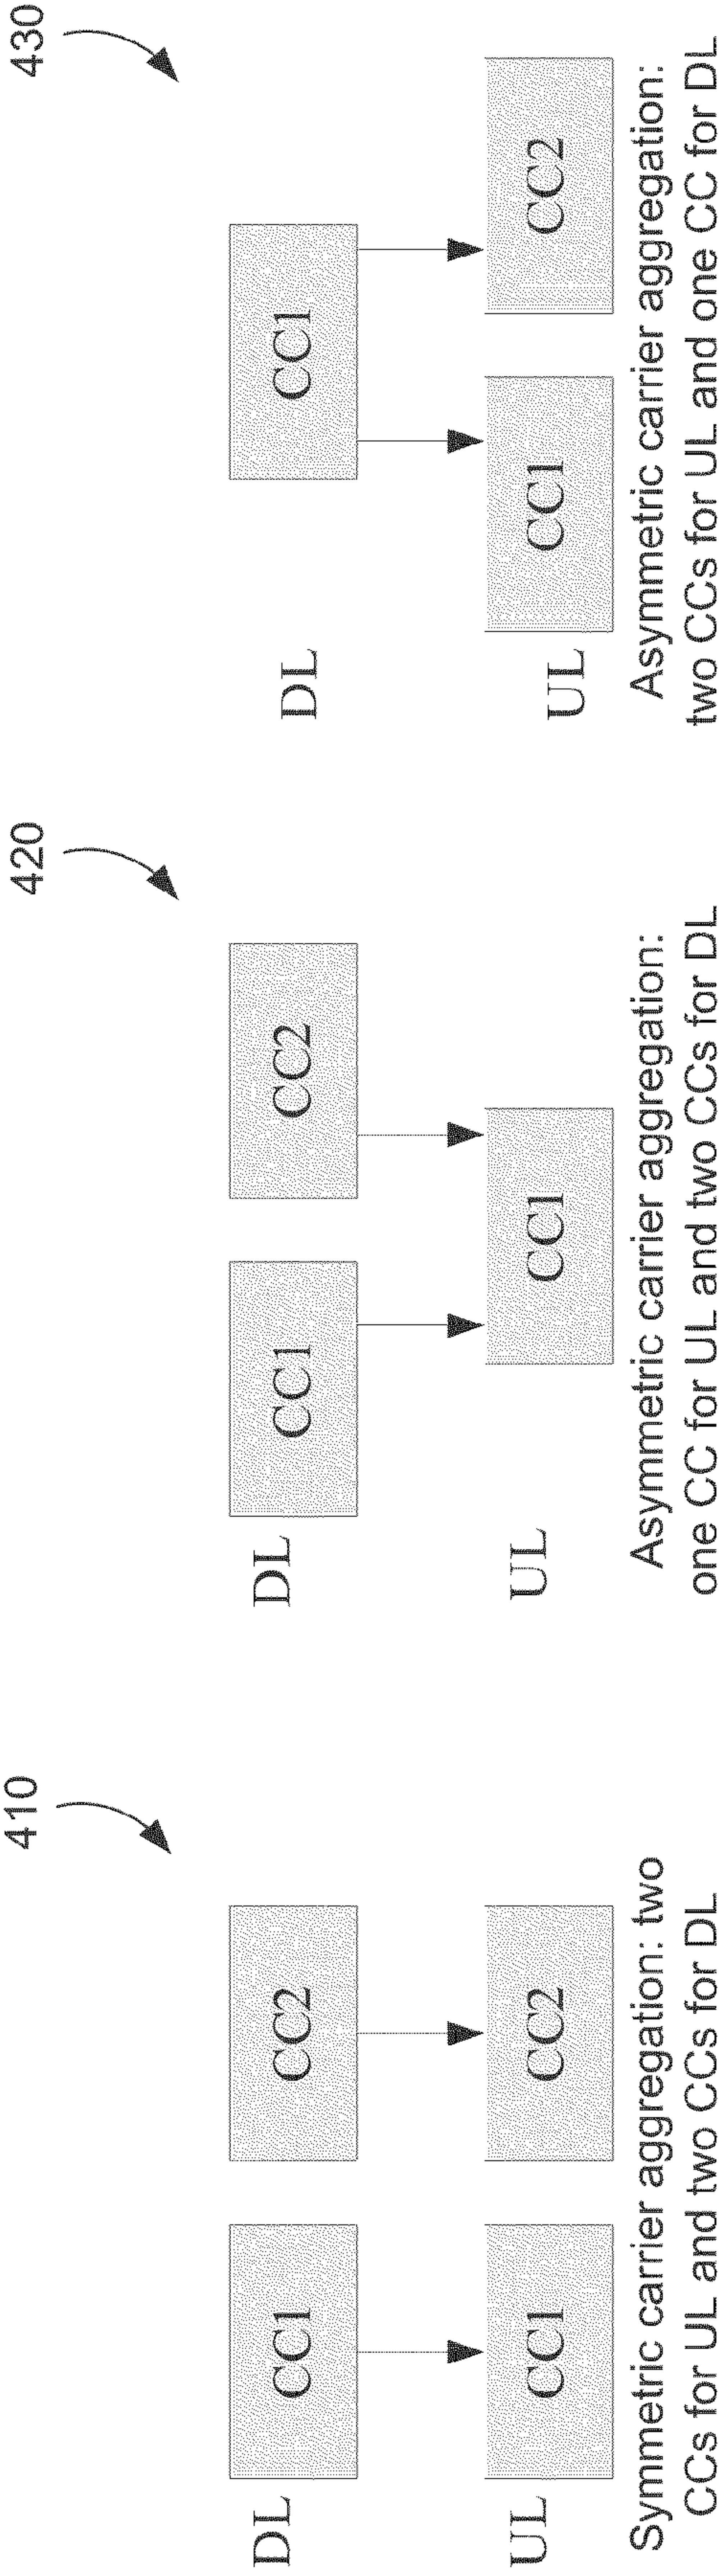 410
DL
CC1
CC2
UL
CC1
CC2
Symmetric carrier aggregation: two
CCs for UL and two CCs for DL
420
DL
CC1
CC2
UL
CC1
Asymmetric carrier aggregation:
one CC for UL and two CCs for DL
430
DL
CC1
UL
CC1
CC2
Asymmetric carrier aggregation:
two CCs for UL and one CC for DL